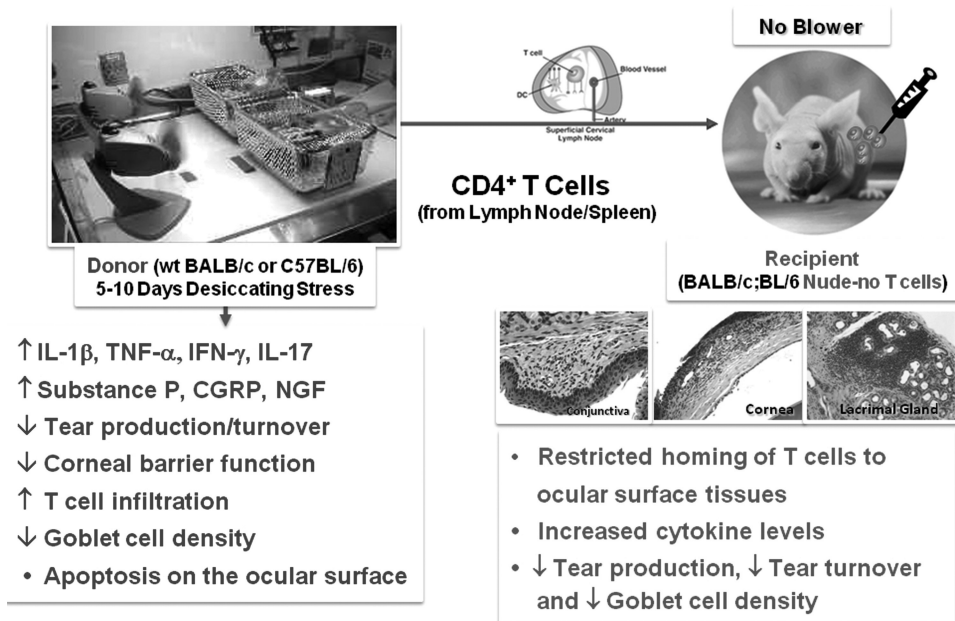 No Blower
T cell
DC
Blood Vessel
Artery
Superficial Cervical
Lymph Node
CD4⁺ T Cells
(from Lymph Node/Spleen)
Donor (wt BALB/c or C57BL/6)
5-10 Days Desiccating Stress
Recipient
(BALB/c;BL/6 Nude-no T cells)
↑ IL-1β, TNF-α, IFN-γ, IL-17
↑ Substance P, CGRP, NGF
↓ Tear production/turnover
↓ Corneal barrier function
↑ T cell infiltration
↓ Goblet cell density
• Apoptosis on the ocular surface
Conjunctiva
Cornea
Lacrimal Gland
• Restricted homing of T cells to
ocular surface tissues
• Increased cytokine levels
• ↓ Tear production, ↓ Tear turnover
and ↓ Goblet cell density